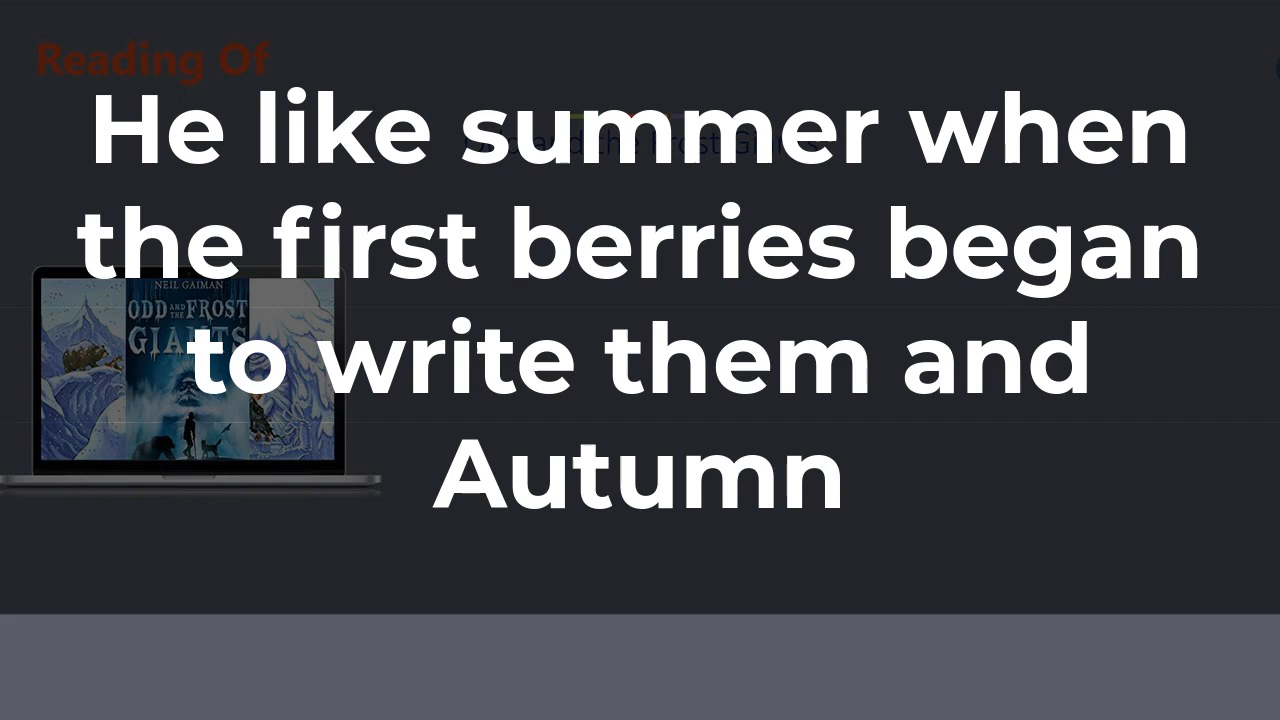 Reading Of
He like summer when
the first berries began
to write them and
Autumn
NEIL GAIMAN
ODD AND THE FROST
GIANTS